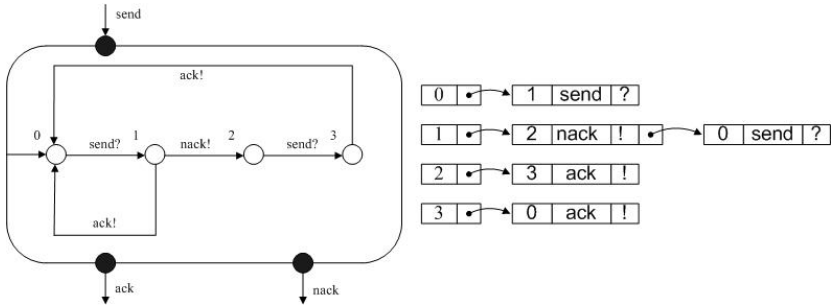 send
ack!
0 send? 1 nack! 2 send? 3
ack!
ack nack
0 1 send ?
1 2 nack ! 0 send ?
2 3 ack !
3 0 ack !